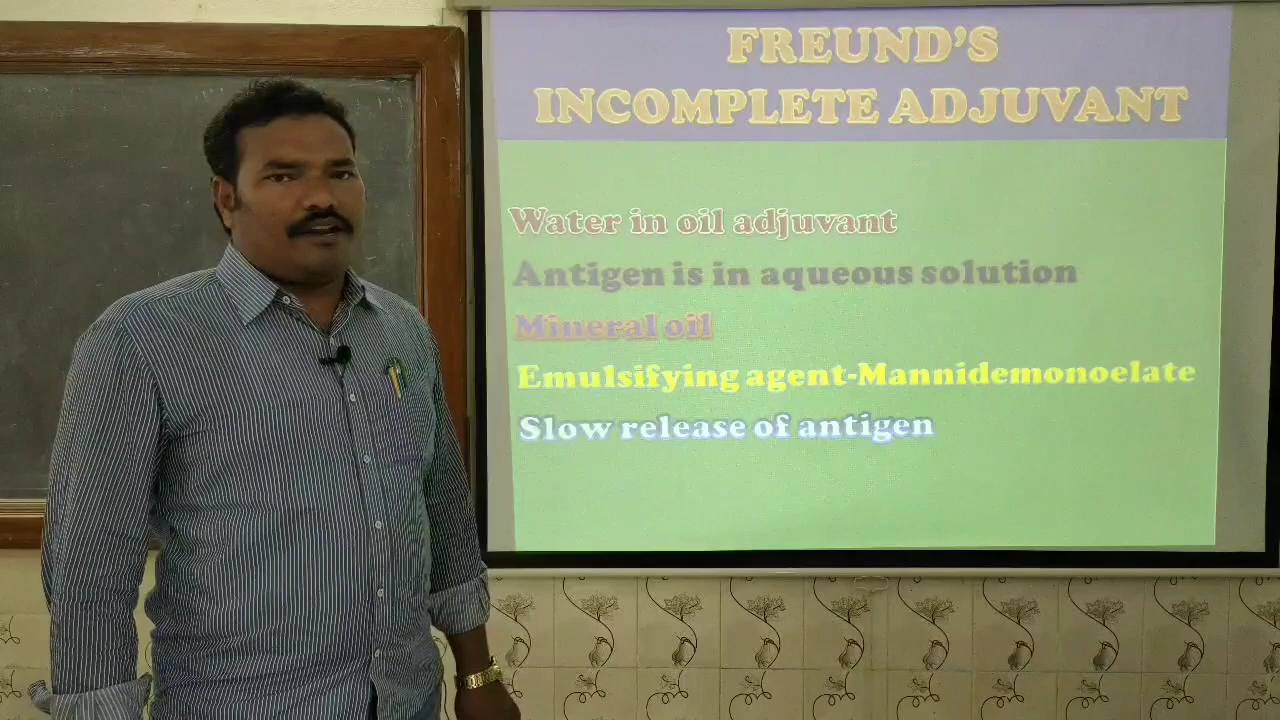 FREUND'S
INCOMPLETE ADJUVANT
Water in oil adjuvant
Antigen is in aqueous solution
Mineral oil
Emulsifying agent-Mannidemonoelate
Slow release of antigen